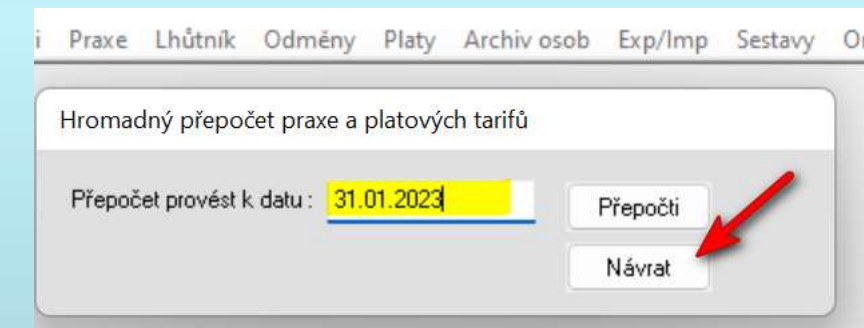 Praxe Lhůtník Odměny Platy Archiv osob Exp/Imp Sestavy
Hromadný přepočet praxe a platových tarifů
Přepočet provést k datu : 31.01.2023 Přepočti
Návrat